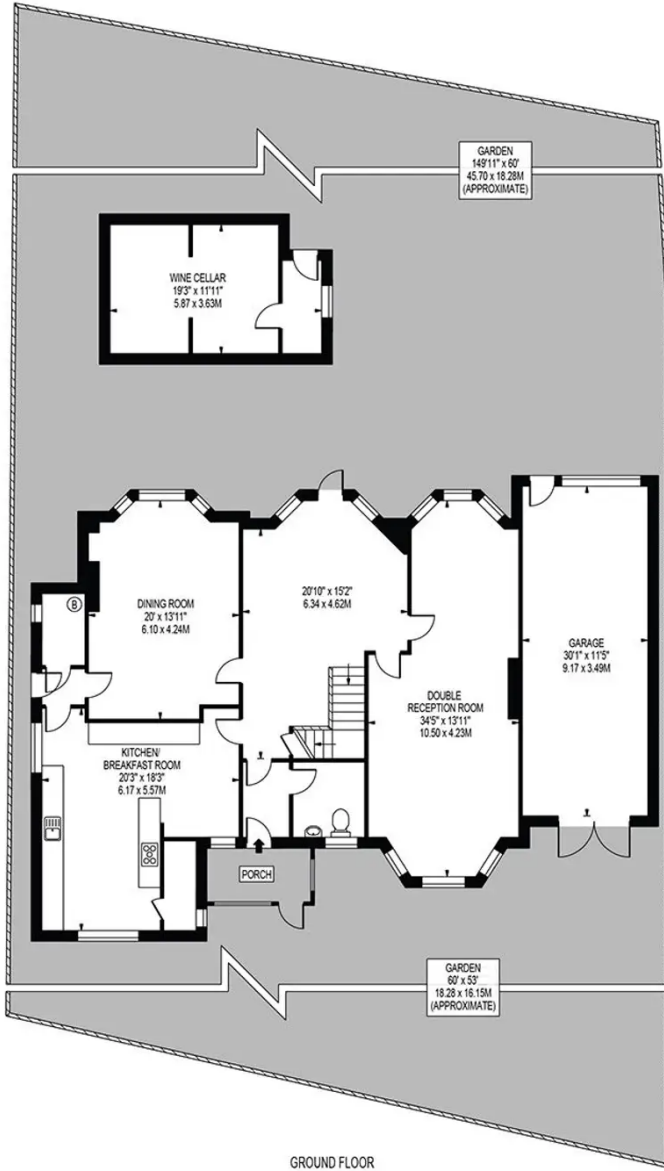 GARDEN
149'11" x 60'
45.70 x 18.28M
(APPROXIMATE)
WINE CELLAR
19'3" x 11'11"
5.87 x 3.63M
B
DINING ROOM
20' x 13'11"
6.10 x 4.24M
20'10" x 15'2"
6.34 x 4.62M
GARAGE
30'1" x 11'5"
9.17 x 3.49M
DOUBLE
RECEPTION ROOM
34'5" x 13'11"
10.50 x 4.23M
KITCHEN/
BREAKFAST ROOM
20'3" x 18'3"
6.17 x 5.57M
PORCH
GARDEN
60' x 53'
18.28 x 16.15M
(APPROXIMATE)
GROUND FLOOR